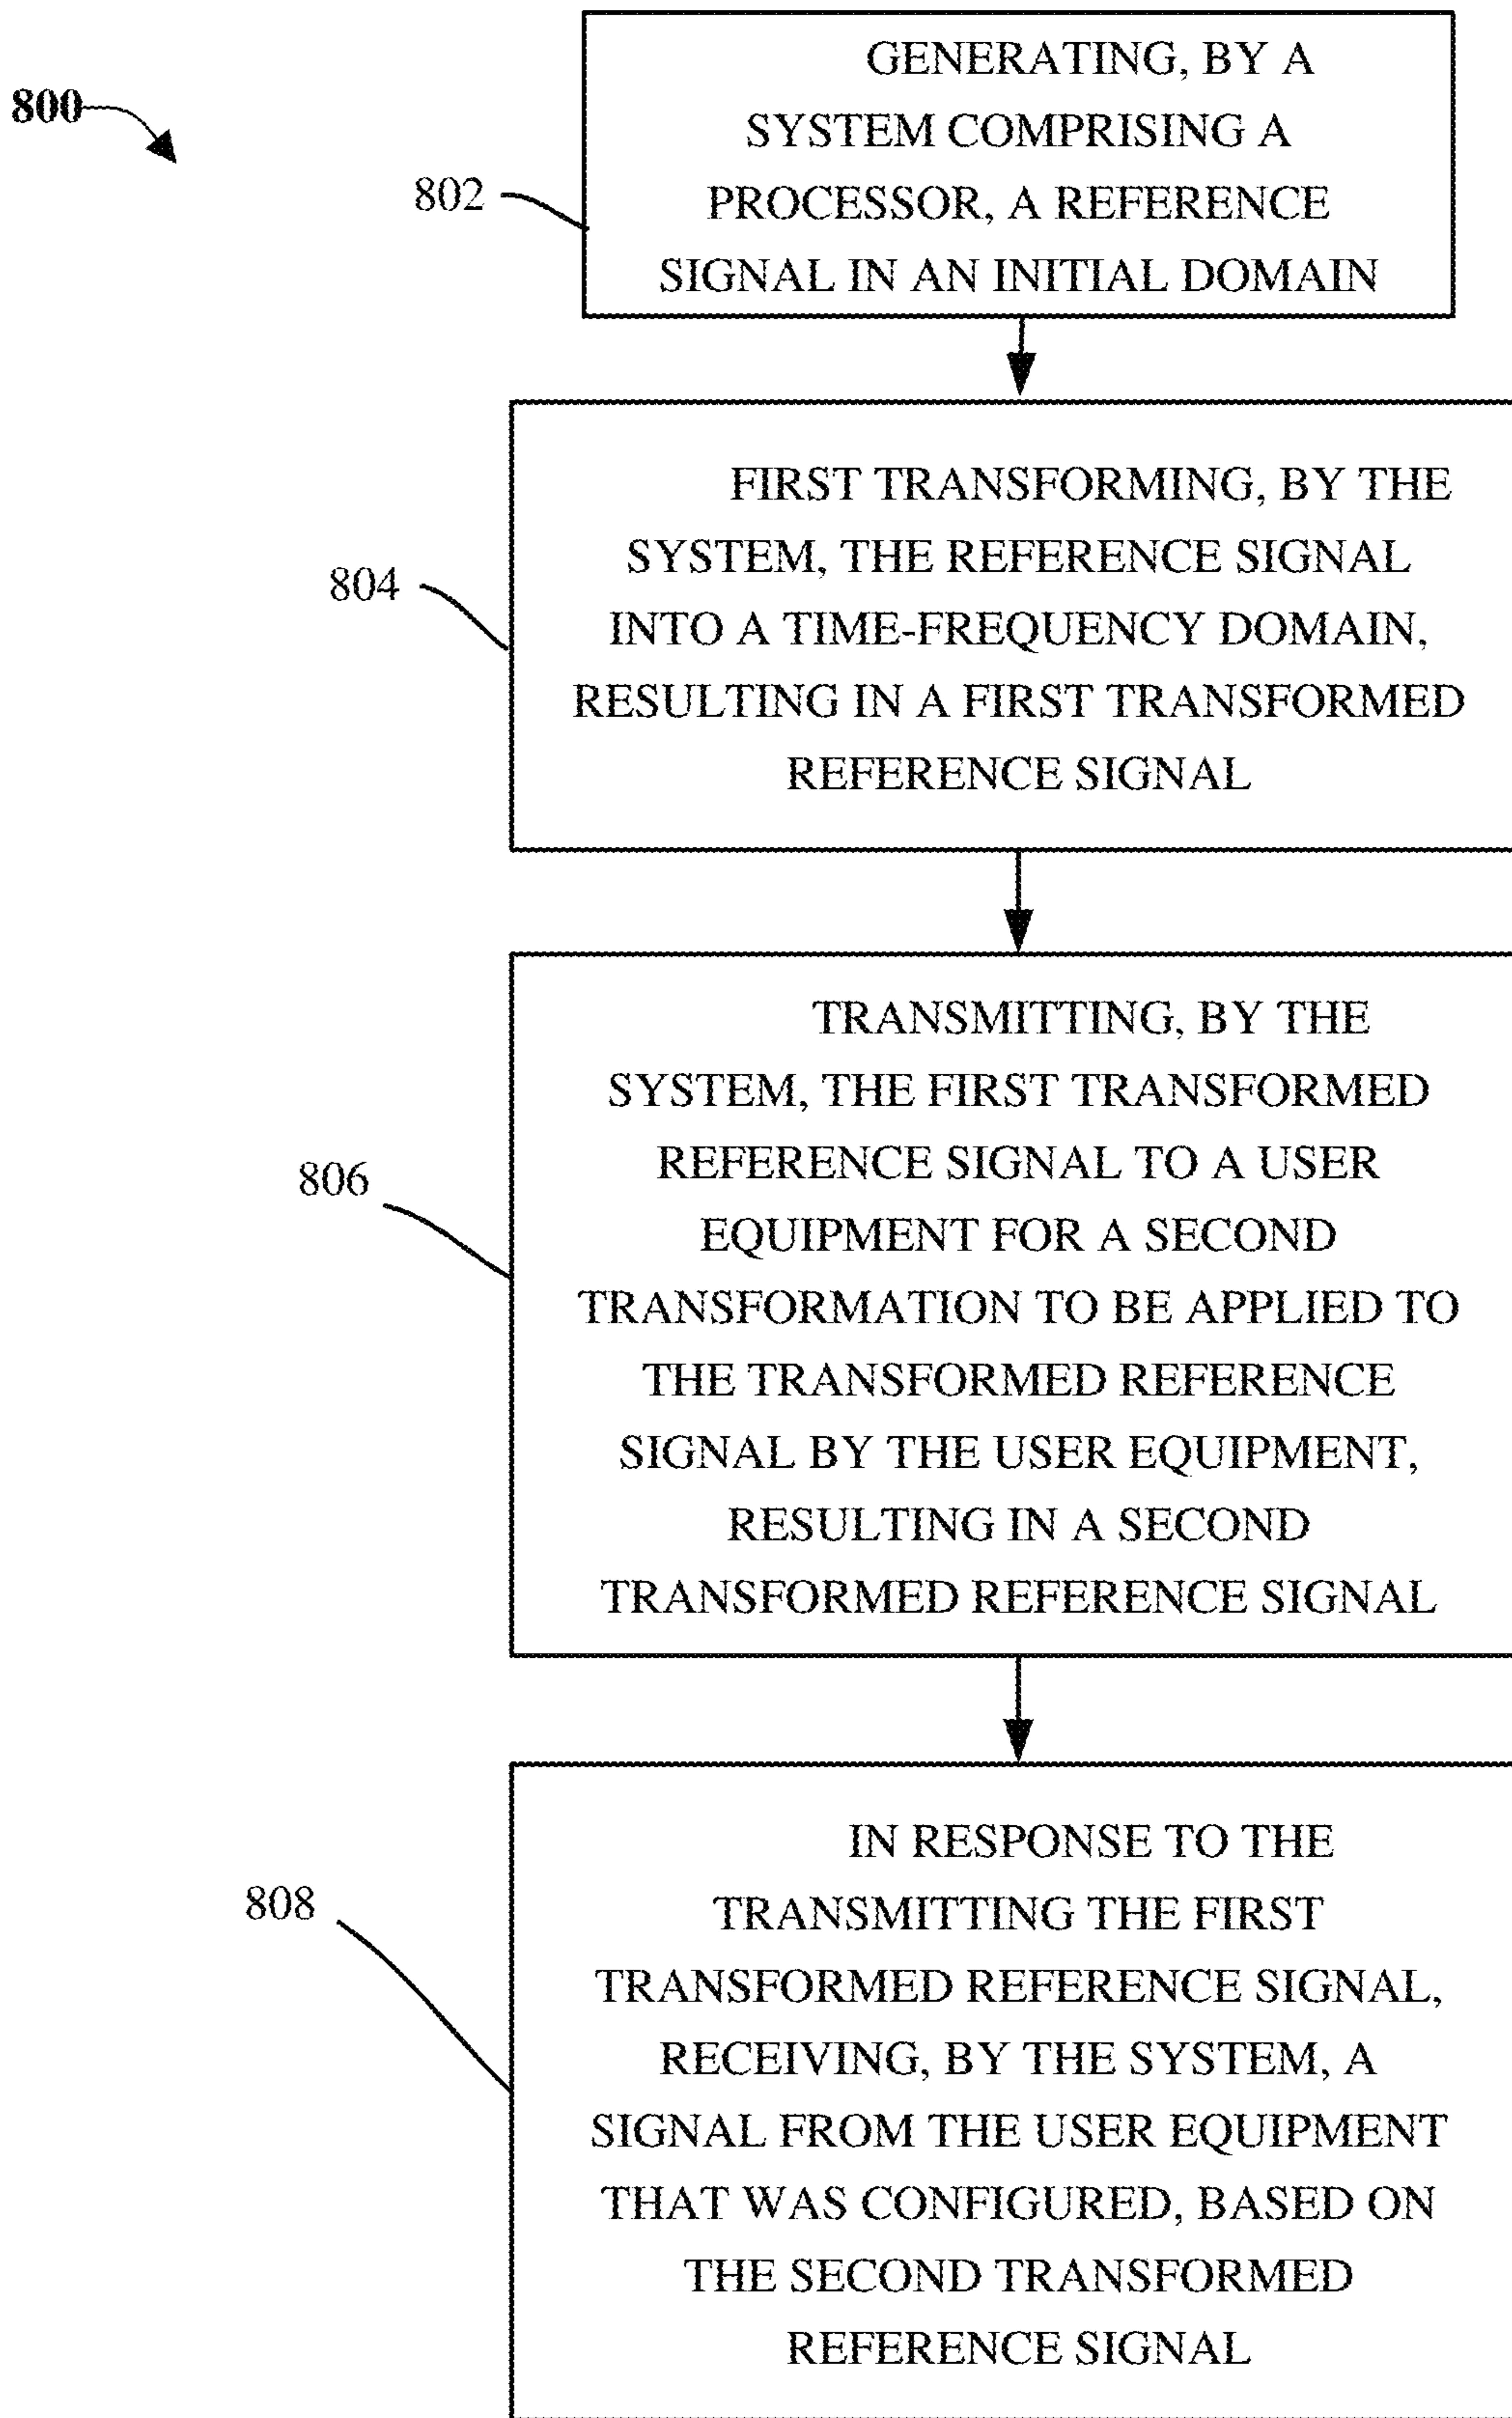 800
802
GENERATING, BY A
SYSTEM COMPRISING A
PROCESSOR, A REFERENCE
SIGNAL IN AN INITIAL DOMAIN
804
FIRST TRANSFORMING, BY THE
SYSTEM, THE REFERENCE SIGNAL
INTO A TIME-FREQUENCY DOMAIN,
RESULTING IN A FIRST TRANSFORMED
REFERENCE SIGNAL
806
TRANSMITTING, BY THE
SYSTEM, THE FIRST TRANSFORMED
REFERENCE SIGNAL TO A USER
EQUIPMENT FOR A SECOND
TRANSFORMATION TO BE APPLIED TO
THE TRANSFORMED REFERENCE
SIGNAL BY THE USER EQUIPMENT,
RESULTING IN A SECOND
TRANSFORMED REFERENCE SIGNAL
808
IN RESPONSE TO THE
TRANSMITTING THE FIRST
TRANSFORMED REFERENCE SIGNAL,
RECEIVING, BY THE SYSTEM, A
SIGNAL FROM THE USER EQUIPMENT
THAT WAS CONFIGURED, BASED ON
THE SECOND TRANSFORMED
REFERENCE SIGNAL